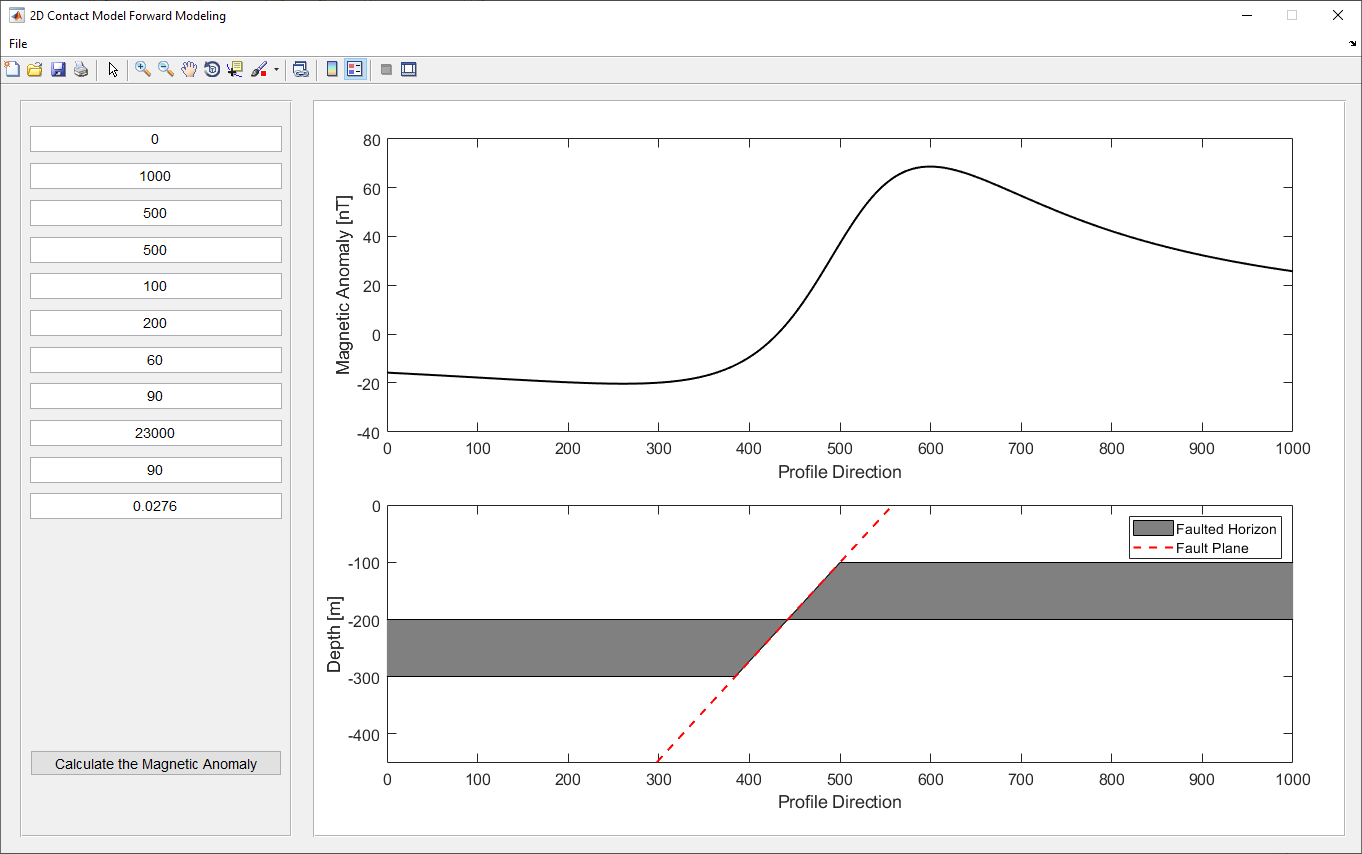 2D Contact Model Forward Modeling
File
0
1000
500
500
100
200
60
90
23000
90
0.0276
Calculate the Magnetic Anomaly
80
60
40
20
0
-20
-40
Magnetic Anomaly [nT]
0 100 200 300 400 500 600 700 800 900 1000
Profile Direction
0
-100
-200
-300
-400
Depth [m]
Faulted Horizon
Fault Plane
0 100 200 300 400 500 600 700 800 900 1000
Profile Direction